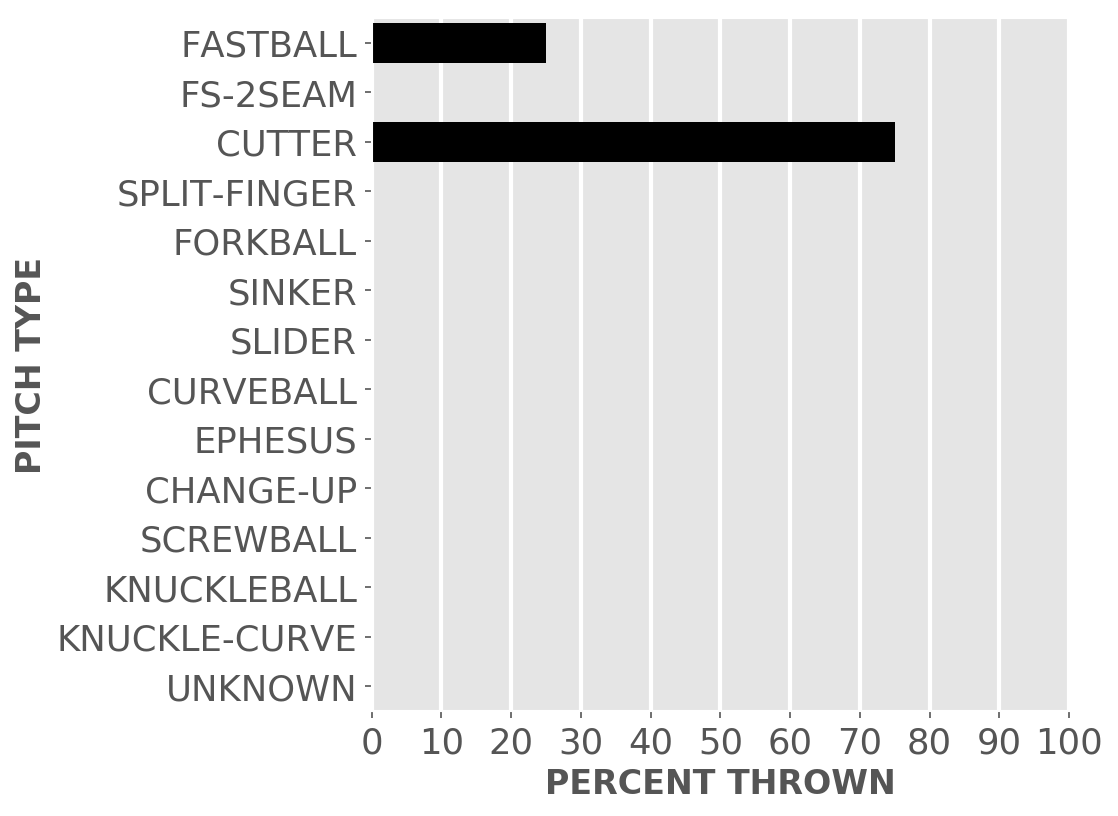 FASTBALL
FS-2SEAM
CUTTER
SPLIT-FINGER
FORKBALL
SINKER
SLIDER
CURVEBALL
EPHESUS
CHANGE-UP
SCREWBALL
KNUCKLEBALL
KNUCKLE-CURVE
UNKNOWN
PITCH TYPE
0 10 20 30 40 50 60 70 80 90 100
PERCENT THROWN